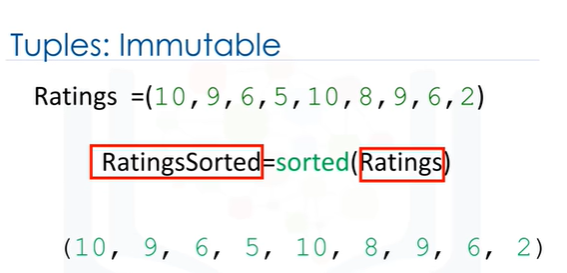 Tuples: Immutable
Ratings =(10,9,6,5,10,8,9,6,2)
RatingsSorted=sorted(Ratings)
(10, 9, 6, 5, 10, 8, 9, 6, 2)